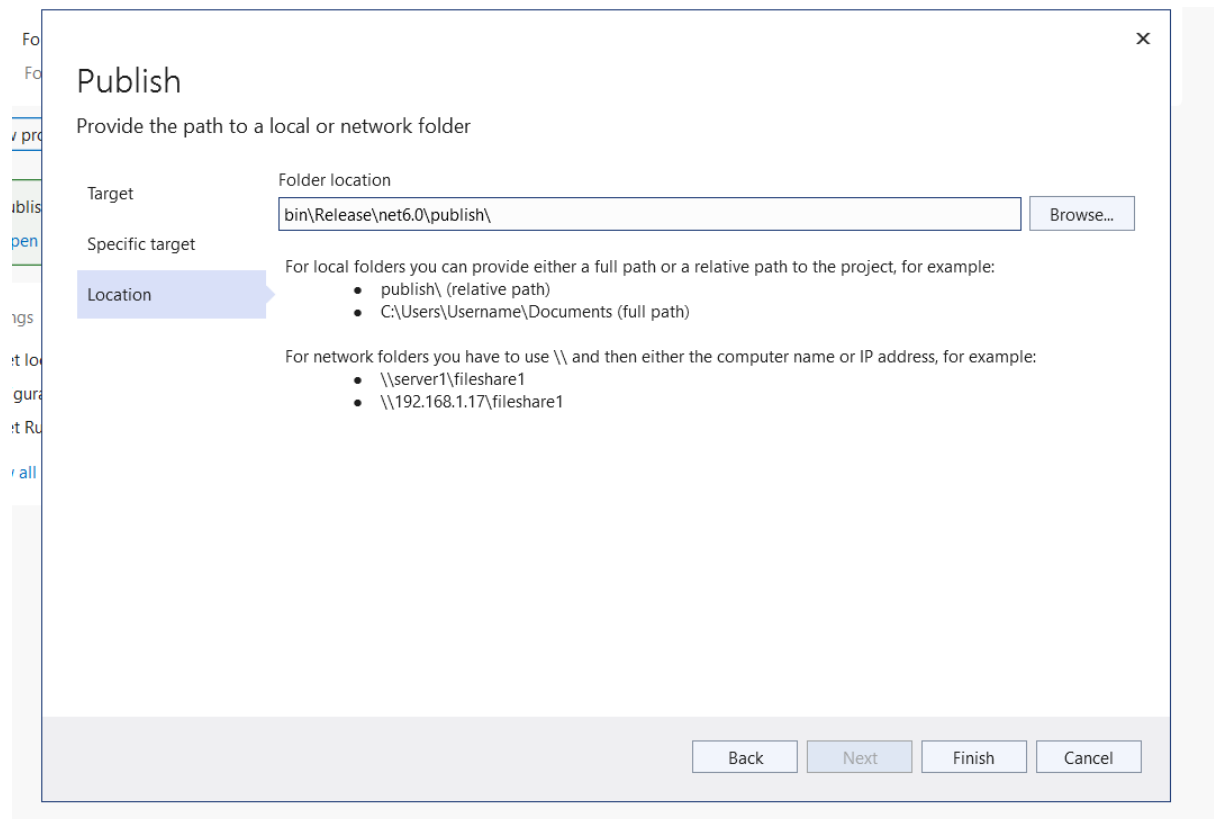 Fo
Publish
Fo
Provide the path to a local or network folder
Target
Specific target
Location
Folder location
bin\Release\net6.0\publish\
Browse...
For local folders you can provide either a full path or a relative path to the project, for example:
● publish\ (relative path)
● C:\Users\Username\Documents (full path)
For network folders you have to use \\ and then either the computer name or IP address, for example:
● \\server1\fileshare1
● \\192.168.1.17\fileshare1
all
Back
Next
Finish
Cancel